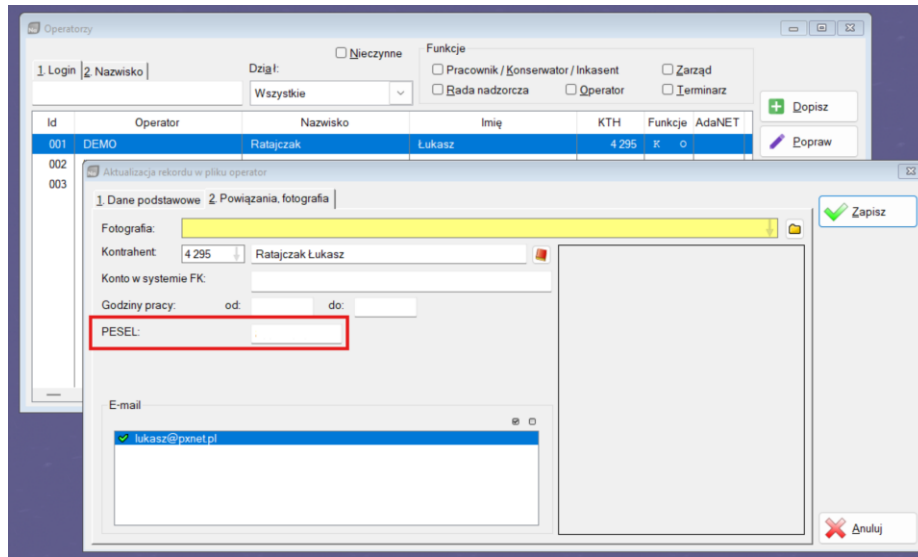 Operatorzy
Nieczynne
Funkcje
1. Login 2. Nazwisko
Dział:
Pracownik / Konserwator / Inkasent Zarząd
Wszystkie
Rada nadzorcza Operator Terminarz
Dopisz
Id Operator Nazwisko Imię KTH Funkcje AdaNET
001 DEMO Ratajczak Łukasz 4 295 K O
Popraw
002
003
Aktualizacja rekordu w pliku operator
1. Dane podstawowe 2. Powiązania, fotografia
Zapisz
Fotografia:
Kontrahent: 4 295 Ratajczak Łukasz
Konto w systemie FK:
Godziny pracy: od: do:
PESEL:
E-mail
lukasz@pxnet.pl
Anuluj